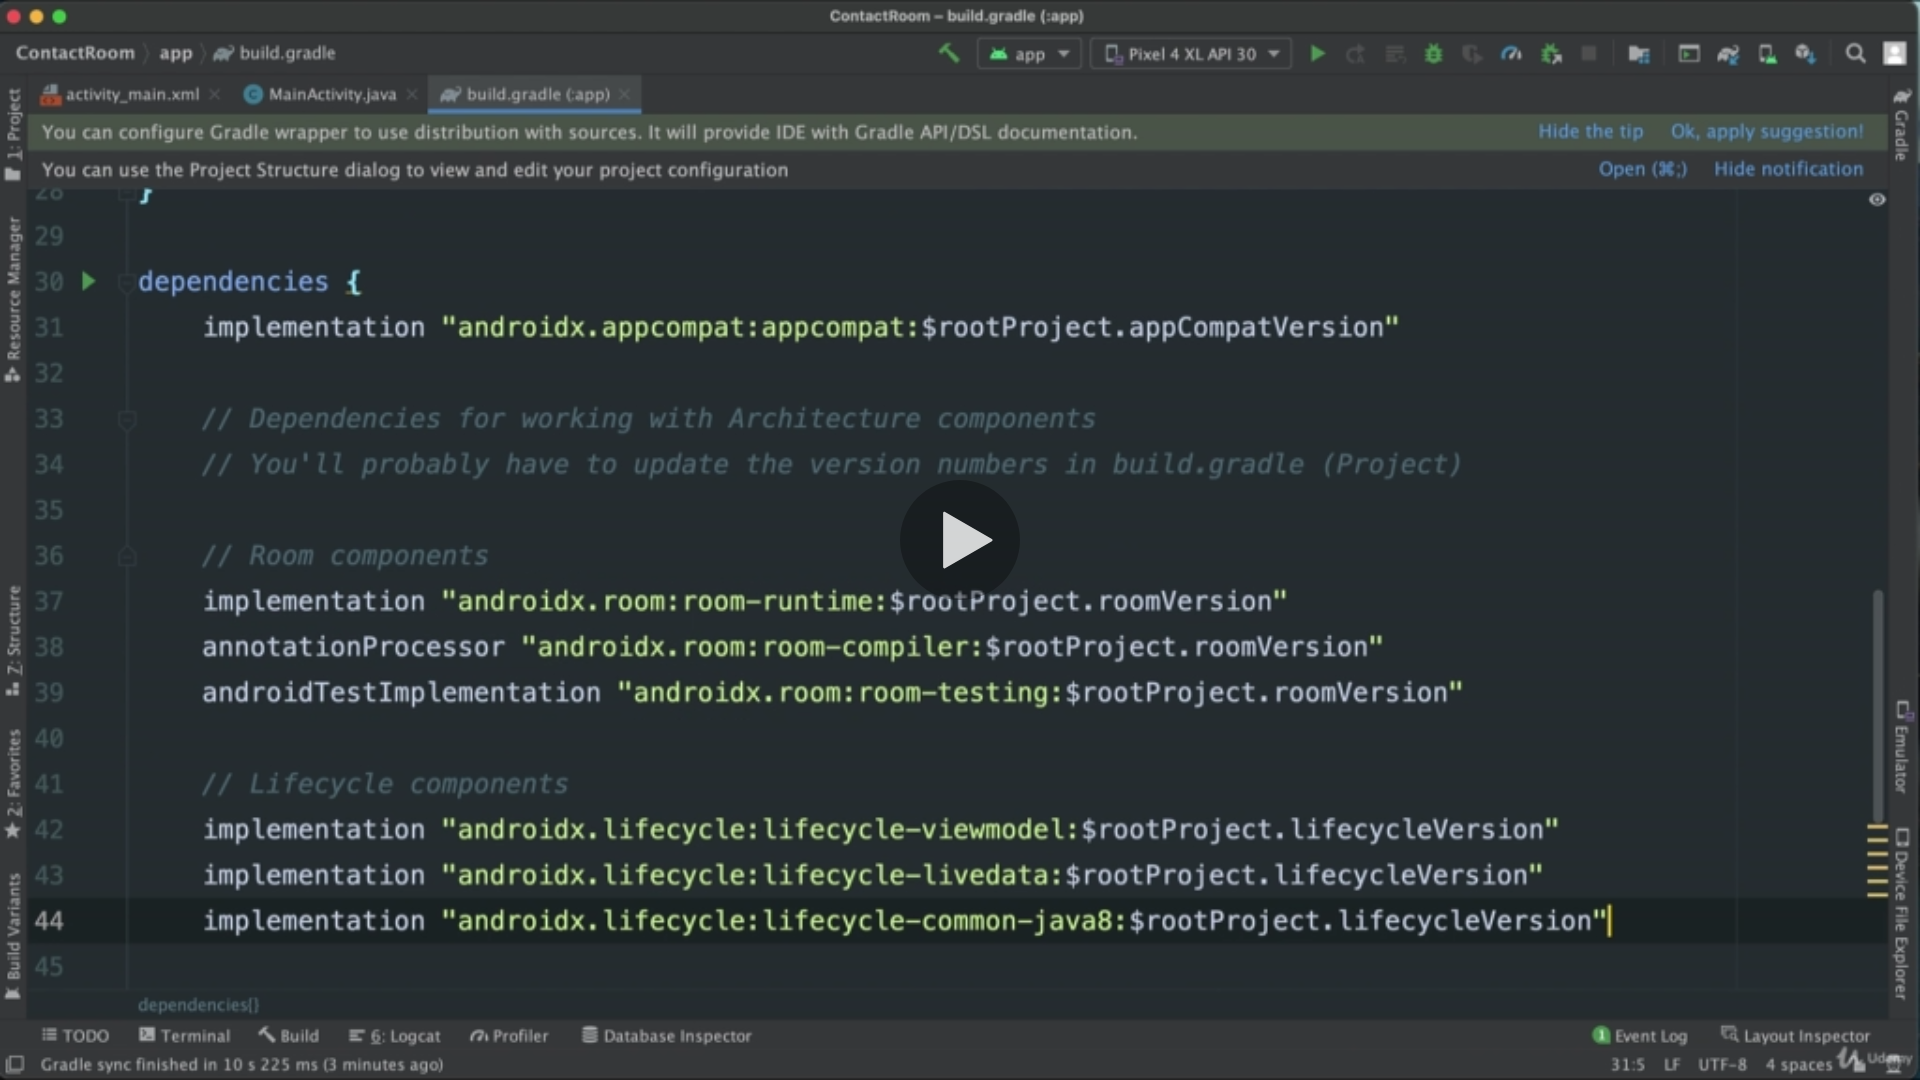 ContactRoom – build.gradle (:app)
ContactRoom app build.gradle app Pixel 4 XL API 30
activity_main.xml MainActivity.java build.gradle (:app)
You can configure Gradle wrapper to use distribution with sources. It will provide IDE with Gradle API/DSL documentation. Hide the tip Ok, apply suggestion!
You can use the Project Structure dialog to view and edit your project configuration Open (⌘;) Hide notification
28 }
29
30 dependencies {
31 implementation "androidx.appcompat:appcompat:$rootProject.appCompatVersion"
32
33 // Dependencies for working with Architecture components
34 // You'll probably have to update the version numbers in build.gradle (Project)
35
36 // Room components
37 implementation "androidx.room:room-runtime:$rootProject.roomVersion"
38 annotationProcessor "androidx.room:room-compiler:$rootProject.roomVersion"
39 androidTestImplementation "androidx.room:room-testing:$rootProject.roomVersion"
40
41 // Lifecycle components
42 implementation "androidx.lifecycle:lifecycle-viewmodel:$rootProject.lifecycleVersion"
43 implementation "androidx.lifecycle:lifecycle-livedata:$rootProject.lifecycleVersion"
44 implementation "androidx.lifecycle:lifecycle-common-java8:$rootProject.lifecycleVersion"
45
dependencies{}
1: Project
Resource Manager
Z: Structure
2: Favorites
Build Variants
Gradle
Emulator
Device File Explorer
TODO Terminal Build 6: Logcat Profiler Database Inspector 1 Event Log Layout Inspector
Gradle sync finished in 10 s 225 ms (3 minutes ago) 31:5 LF UTF-8 4 spaces Udemy